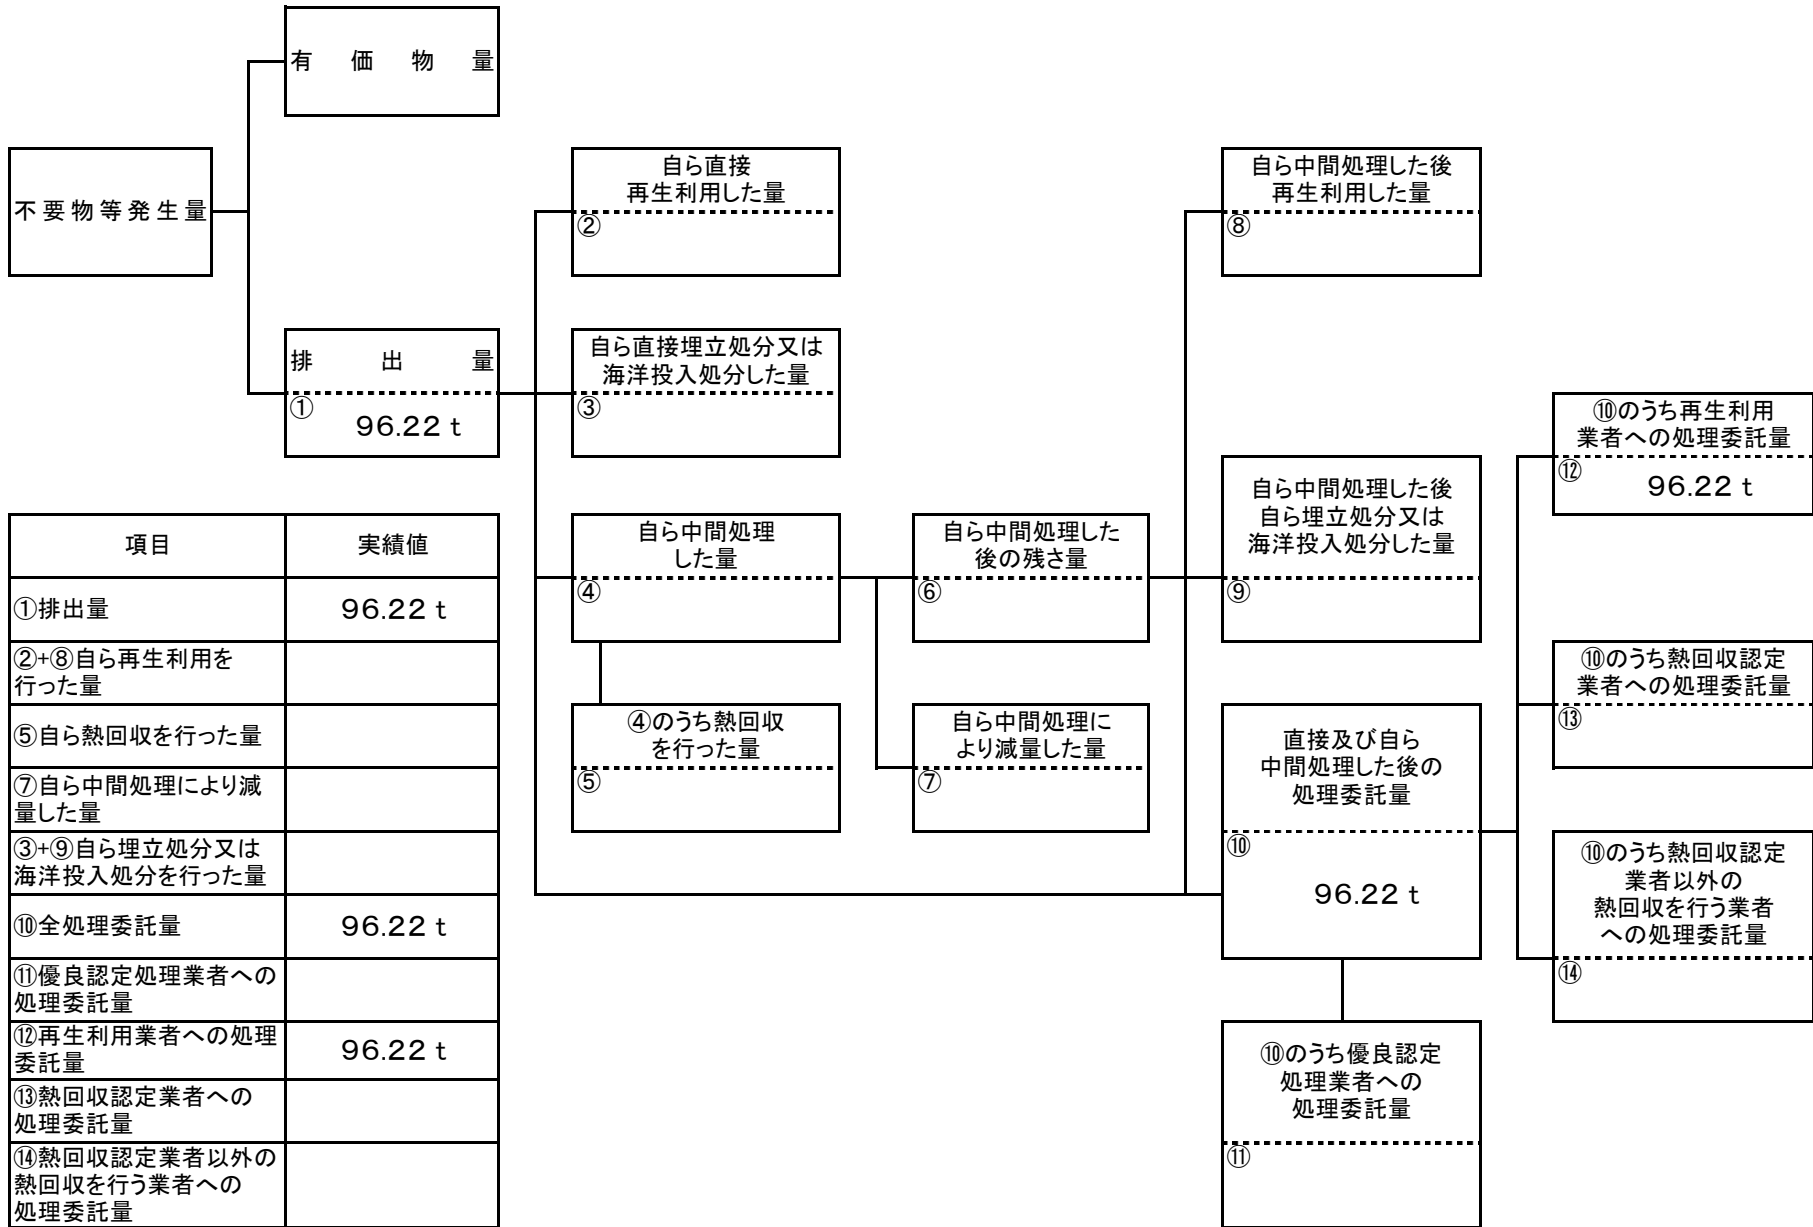 有価物量
不要物等発生量
排出量
①
96.22 t
自ら直接
再生利用した量
②
自ら直接埋立処分又は
海洋投入処分した量
③
自ら中間処理
した量
④
④のうち熱回収
を行った量
⑤
自ら中間処理した
後の残さ量
⑥
自ら中間処理に
より減量した量
⑦
自ら中間処理した後
再生利用した量
⑧
自ら中間処理した後
自ら埋立処分又は
海洋投入処分した量
⑨
直接及び自ら
中間処理した後の
処理委託量
⑩
96.22 t
⑩のうち優良認定
処理業者への
処理委託量
⑪
⑩のうち再生利用
業者への処理委託量
⑫
96.22 t
⑩のうち熱回収認定
業者への処理委託量
⑬
⑩のうち熱回収認定
業者以外の
熱回収を行う業者
への処理委託量
⑭
項目 実績値
①排出量 96.22 t
②+⑧自ら再生利用を
行った量
⑤自ら熱回収を行った量
⑦自ら中間処理により減
量した量
③+⑨自ら埋立処分又は
海洋投入処分を行った量
⑩全処理委託量 96.22 t
⑪優良認定処理業者への
処理委託量
⑫再生利用業者への処理
委託量 96.22 t
⑬熱回収認定業者への
処理委託量
⑭熱回収認定業者以外の
熱回収を行う業者への
処理委託量